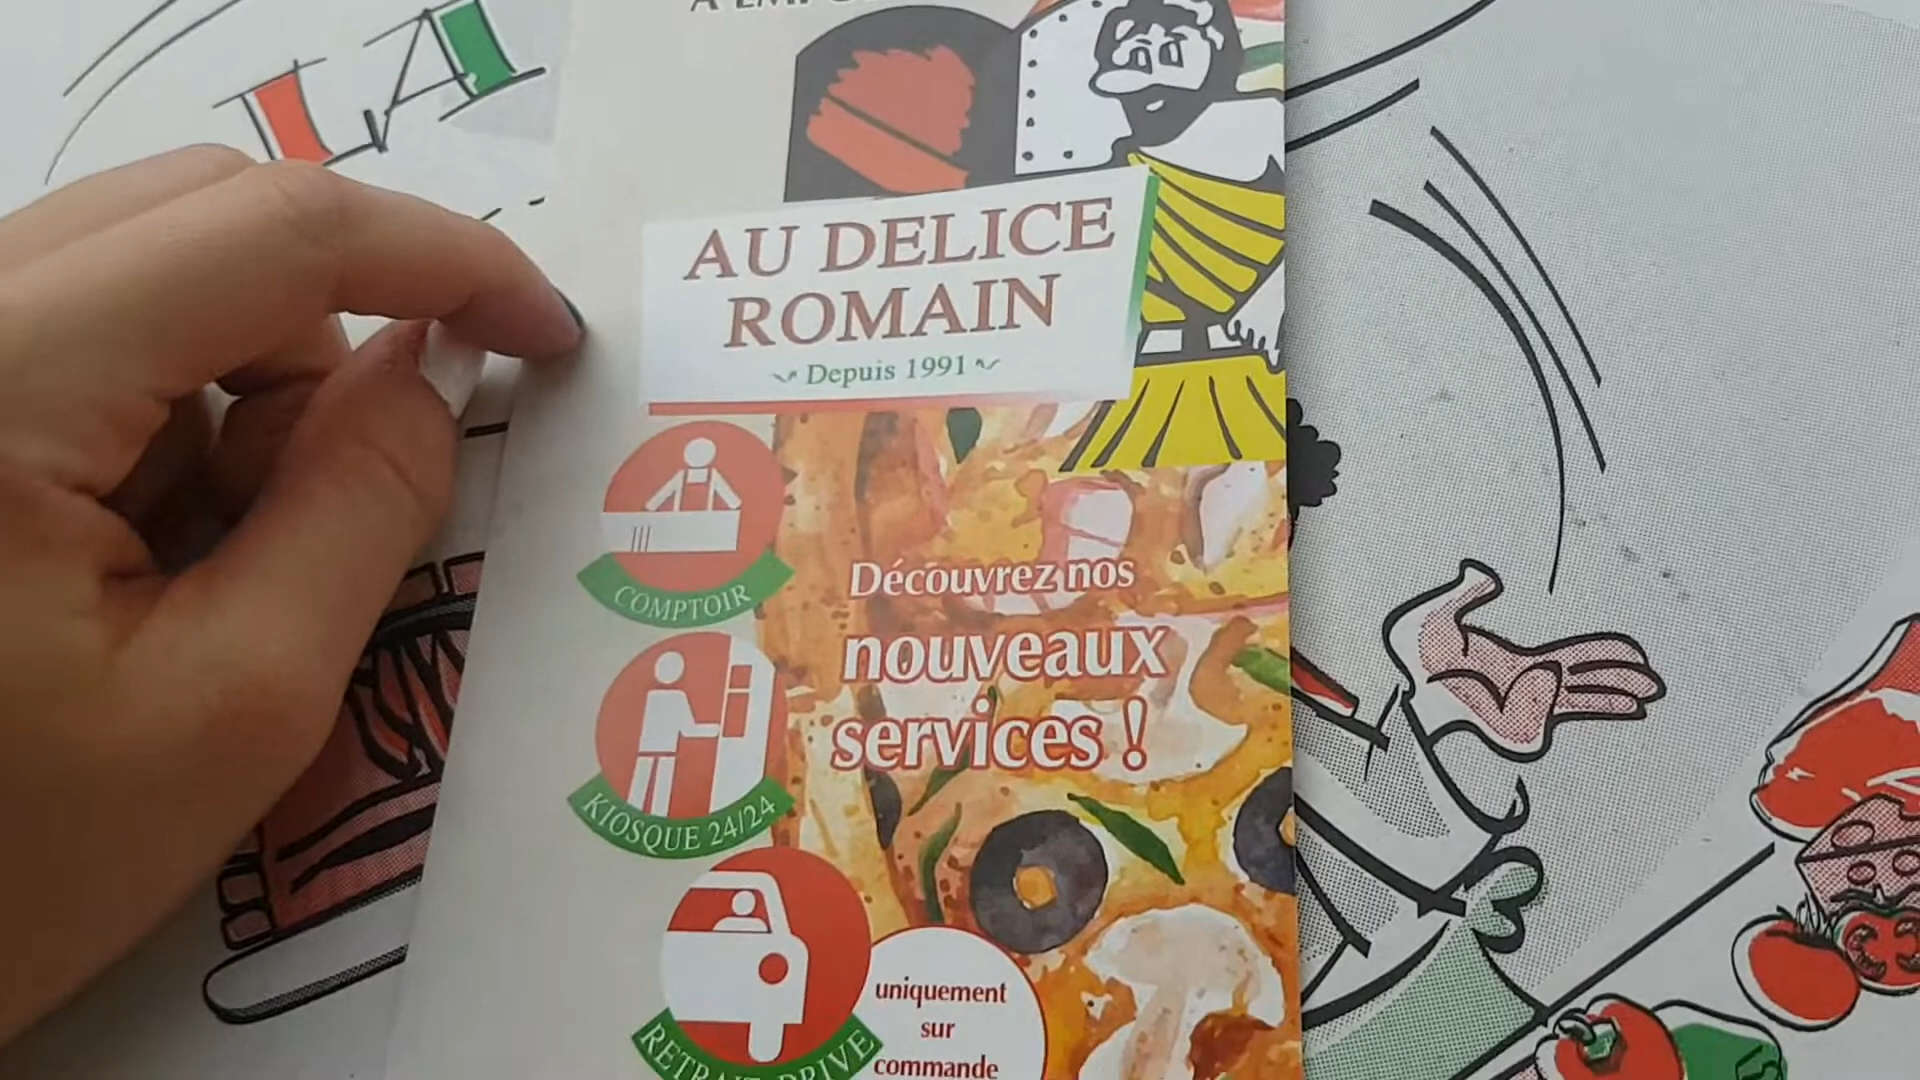 LA
AU DELICE
ROMAIN
Depuis 1991
COMPTOIR
Découvrez nos
nouveaux
services !
KIOSQUE 24/24
RETRAIT DRIVE
uniquement
sur
commande